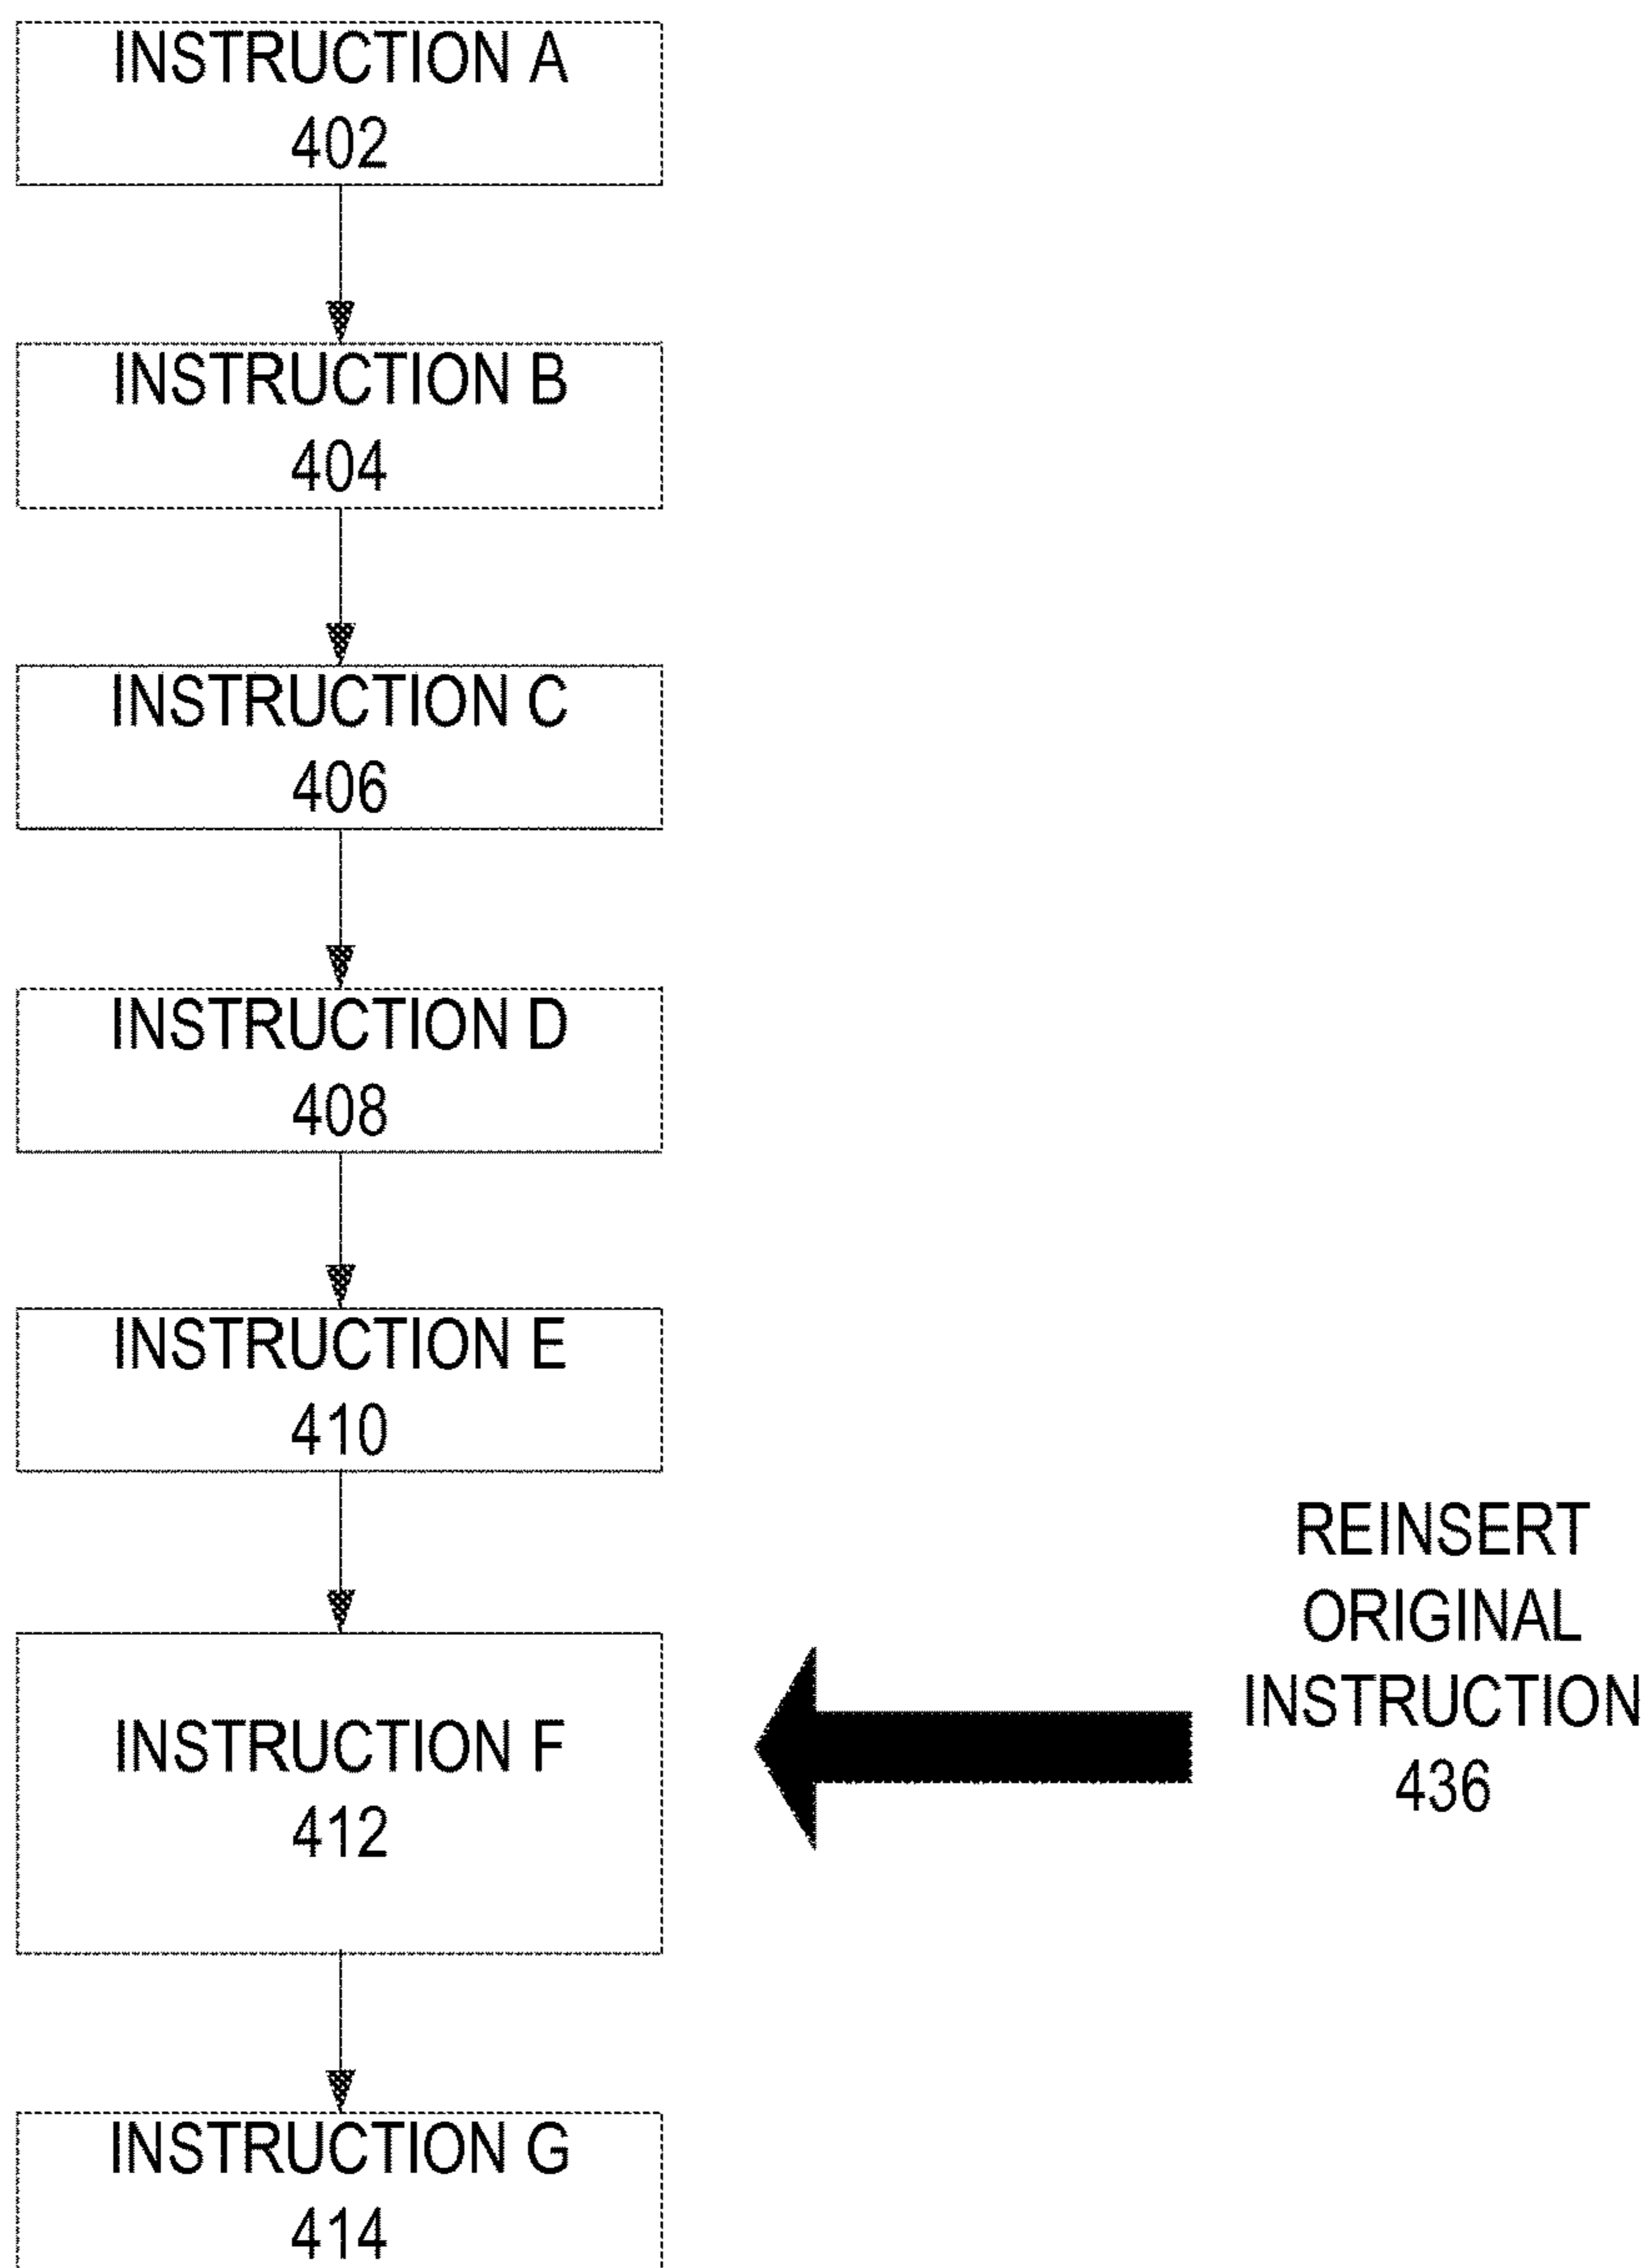 INSTRUCTION A
402
INSTRUCTION B
404
INSTRUCTION C
406
INSTRUCTION D
408
INSTRUCTION E
410
INSTRUCTION F
412
REINSERT
ORIGINAL
INSTRUCTION
436
INSTRUCTION G
414